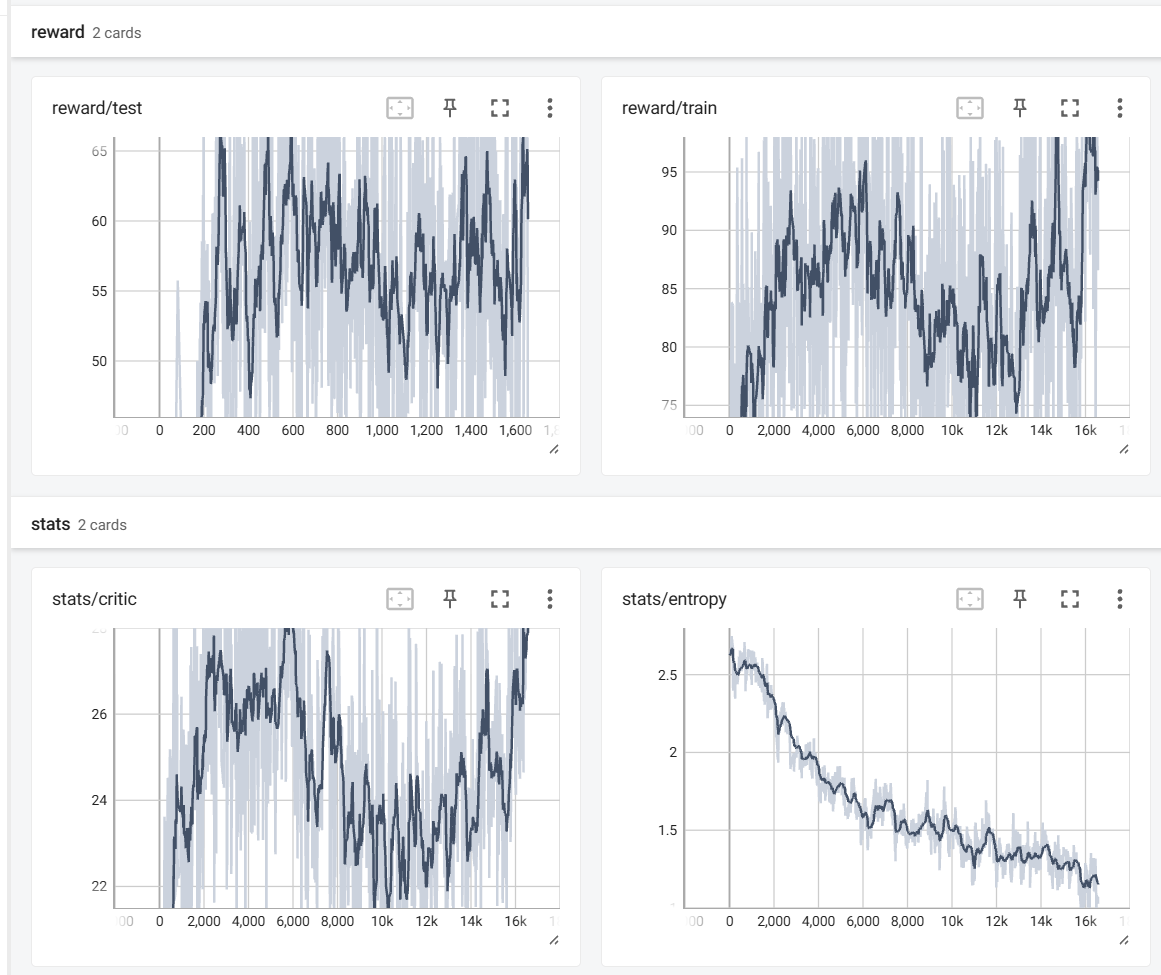 reward 2 cards
reward/test
65
60
55
50
0 200 400 600 800 1,000 1,200 1,400 1,600
reward/train
95
90
85
80
75
0 2,000 4,000 6,000 8,000 10k 12k 14k 16k
stats 2 cards
stats/critic
26
24
22
0 2,000 4,000 6,000 8,000 10k 12k 14k 16k
stats/entropy
2.5
2
1.5
0 2,000 4,000 6,000 8,000 10k 12k 14k 16k